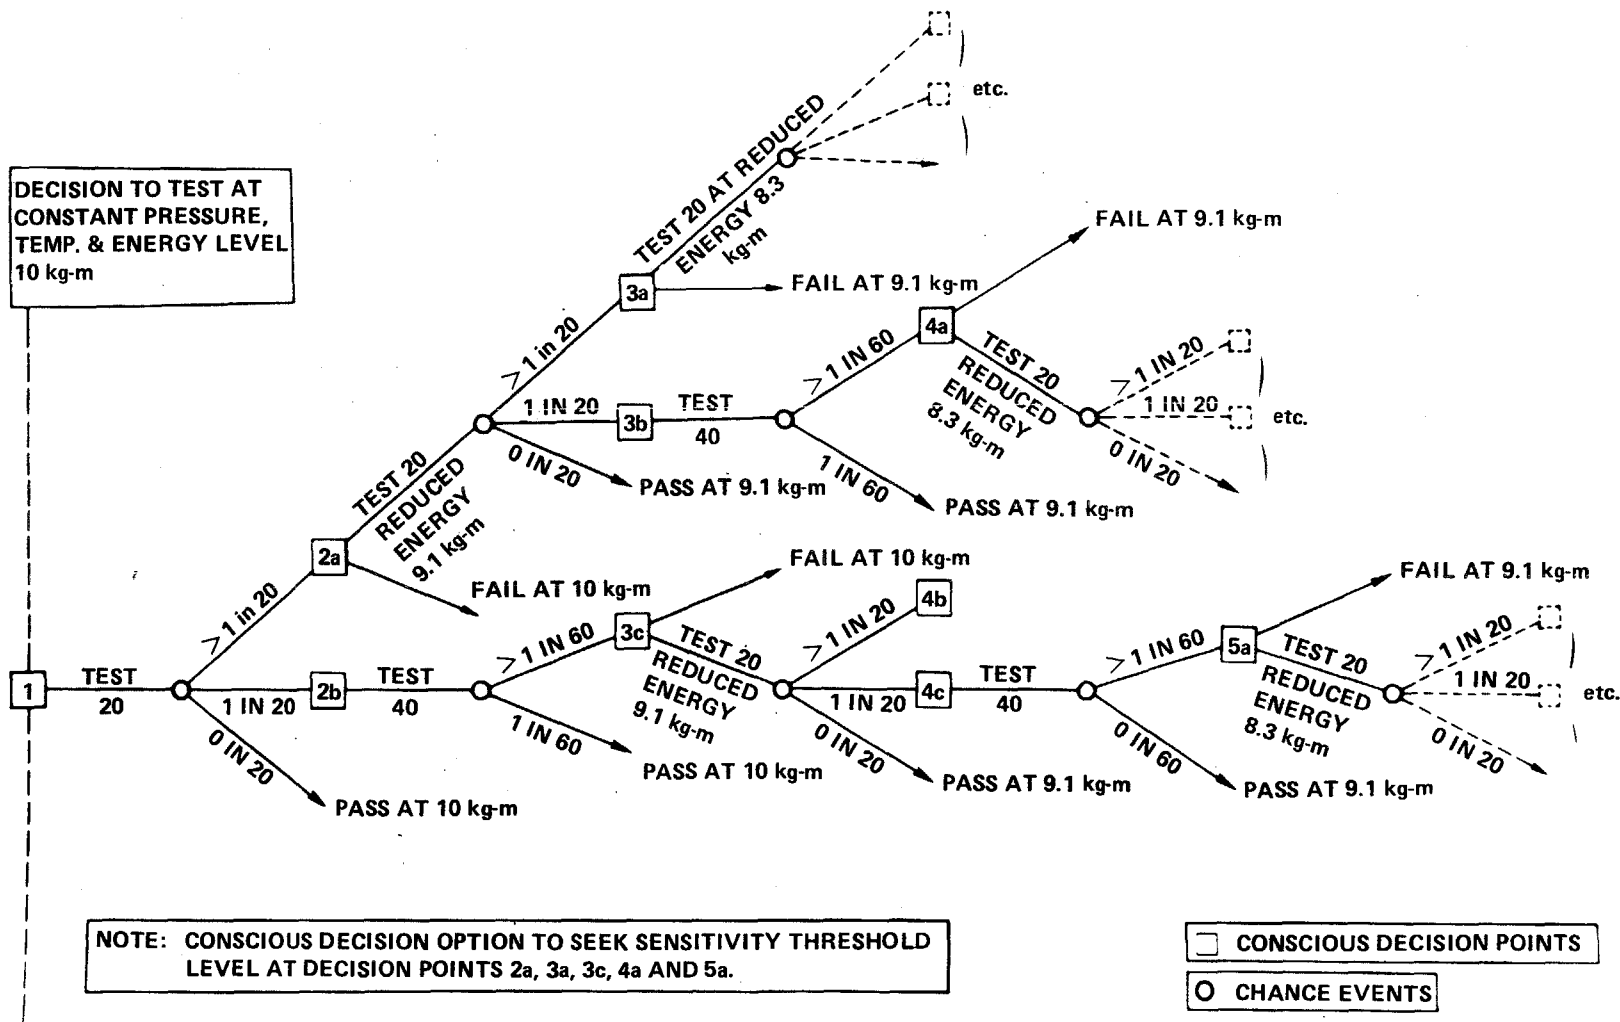 etc.
DECISION TO TEST AT
CONSTANT PRESSURE,
TEMP. & ENERGY LEVEL
10 kg-m
TEST 20 AT REDUCED
ENERGY 8.3
kg-m
3a
FAIL AT 9.1 kg-m
> 1 in 20
FAIL AT 9.1 kg-m
4a
> 1 IN 60
TEST 20
REDUCED
ENERGY
8.3 kg-m
> 1 IN 20
1 IN 20
0 IN 20
etc.
1 IN 20
3b
TEST
40
0 IN 20
PASS AT 9.1 kg-m
1 IN 60
PASS AT 9.1 kg-m
TEST 20
REDUCED
ENERGY
9.1 kg-m
2a
FAIL AT 10 kg-m
> 1 in 20
FAIL AT 10 kg-m
> 1 IN 60
3c
TEST 20
REDUCED
ENERGY
9.1 kg-m
> 1 IN 20
4b
FAIL AT 9.1 kg-m
> 1 IN 60
5a
TEST 20
REDUCED
ENERGY
8.3 kg-m
> 1 IN 20
1 IN 20
0 IN 20
etc.
1
TEST
20
1 IN 20
2b
TEST
40
1 IN 60
PASS AT 10 kg-m
1 IN 20
4c
TEST
40
0 IN 20
PASS AT 9.1 kg-m
0 IN 60
PASS AT 9.1 kg-m
0 IN 20
PASS AT 10 kg-m
NOTE: CONSCIOUS DECISION OPTION TO SEEK SENSITIVITY THRESHOLD
LEVEL AT DECISION POINTS 2a, 3a, 3c, 4a AND 5a.
CONSCIOUS DECISION POINTS
CHANCE EVENTS